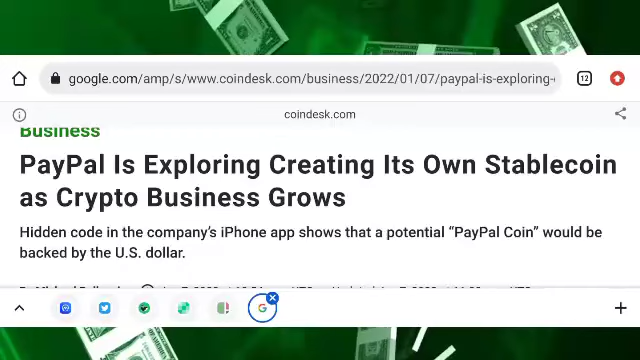 google.com/amp/s/www.coindesk.com/business/2022/01/07/paypal-is-exploring-
12
coindesk.com
Business
PayPal Is Exploring Creating Its Own Stablecoin
as Crypto Business Grows
Hidden code in the company's iPhone app shows that a potential “PayPal Coin” would be
backed by the U.S. dollar.